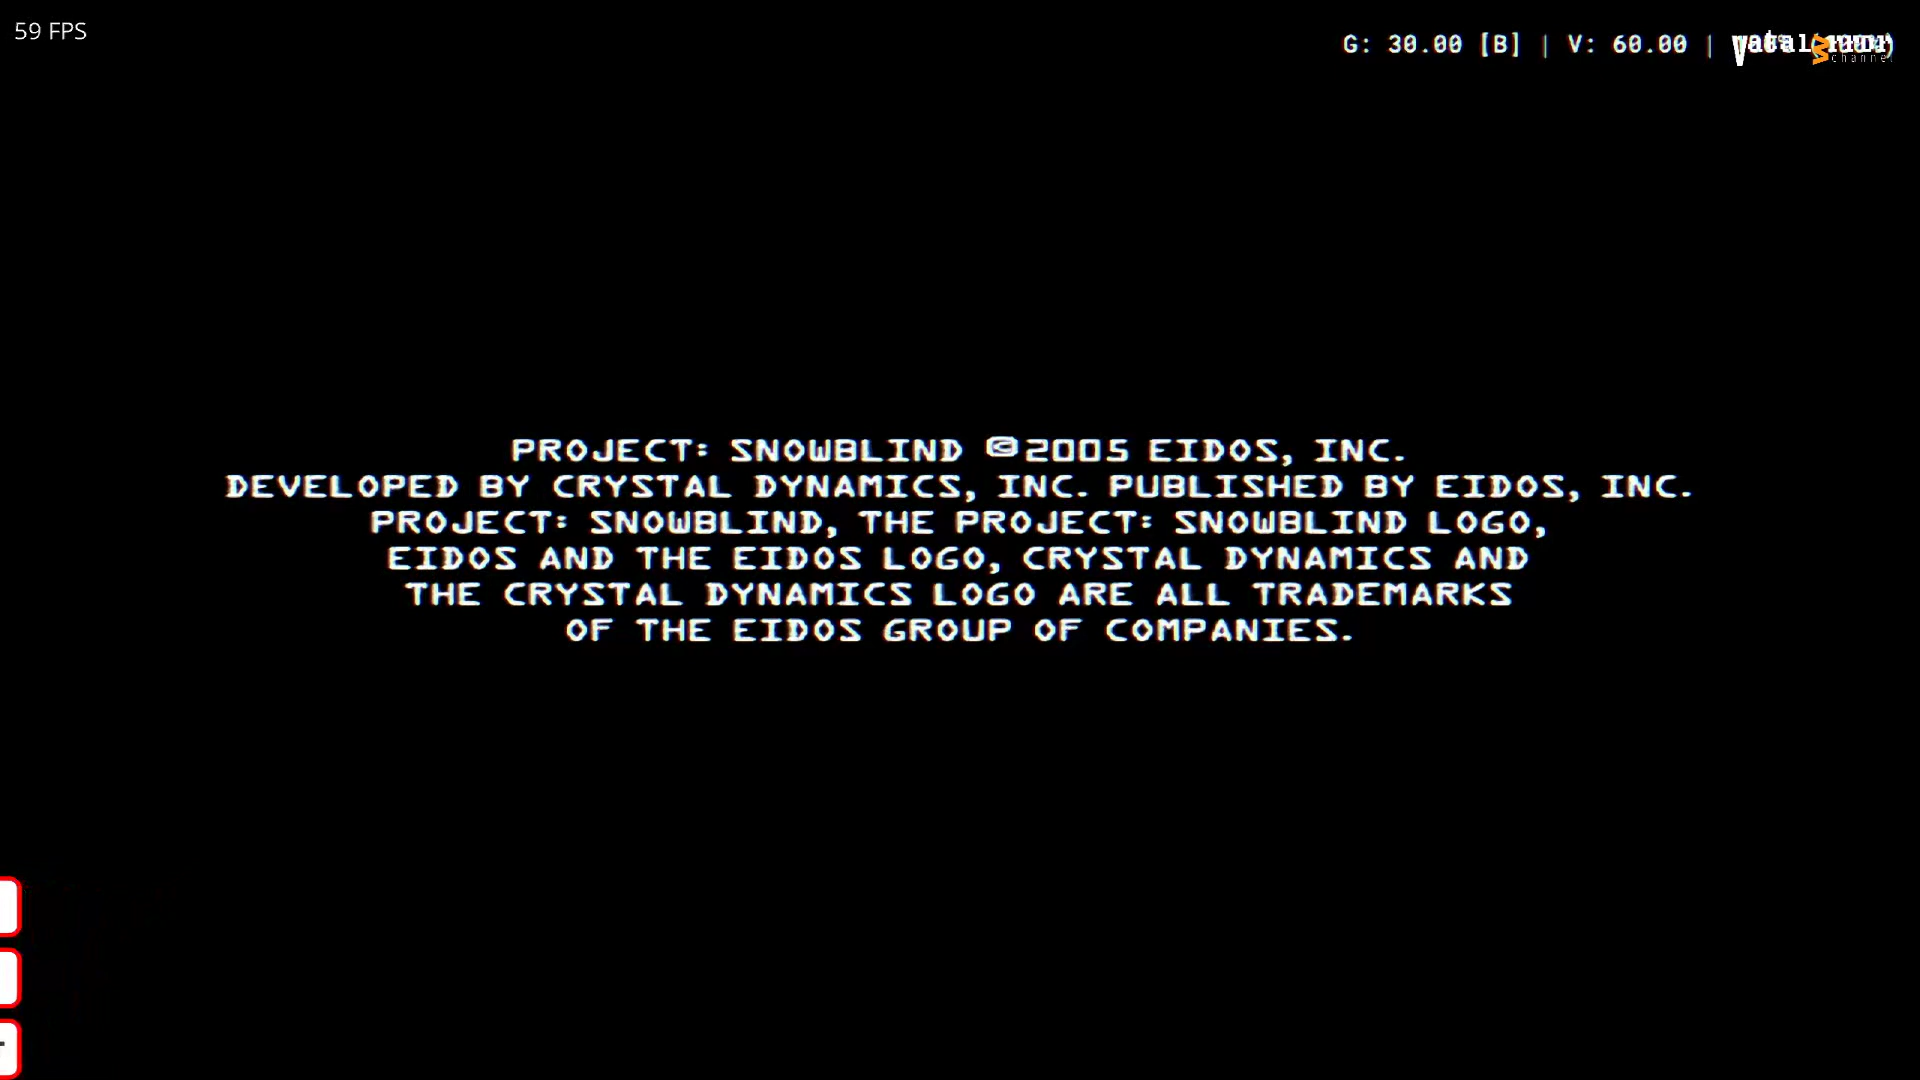 59 FPS
G: 30.00 [B] | V: 60.00 |
channel
PROJECT: SNOWBLIND ©2005 EIDOS, INC.
DEVELOPED BY CRYSTAL DYNAMICS, INC. PUBLISHED BY EIDOS, INC.
PROJECT: SNOWBLIND, THE PROJECT: SNOWBLIND LOGO,
EIDOS AND THE EIDOS LOGO, CRYSTAL DYNAMICS AND
THE CRYSTAL DYNAMICS LOGO ARE ALL TRADEMARKS
OF THE EIDOS GROUP OF COMPANIES.